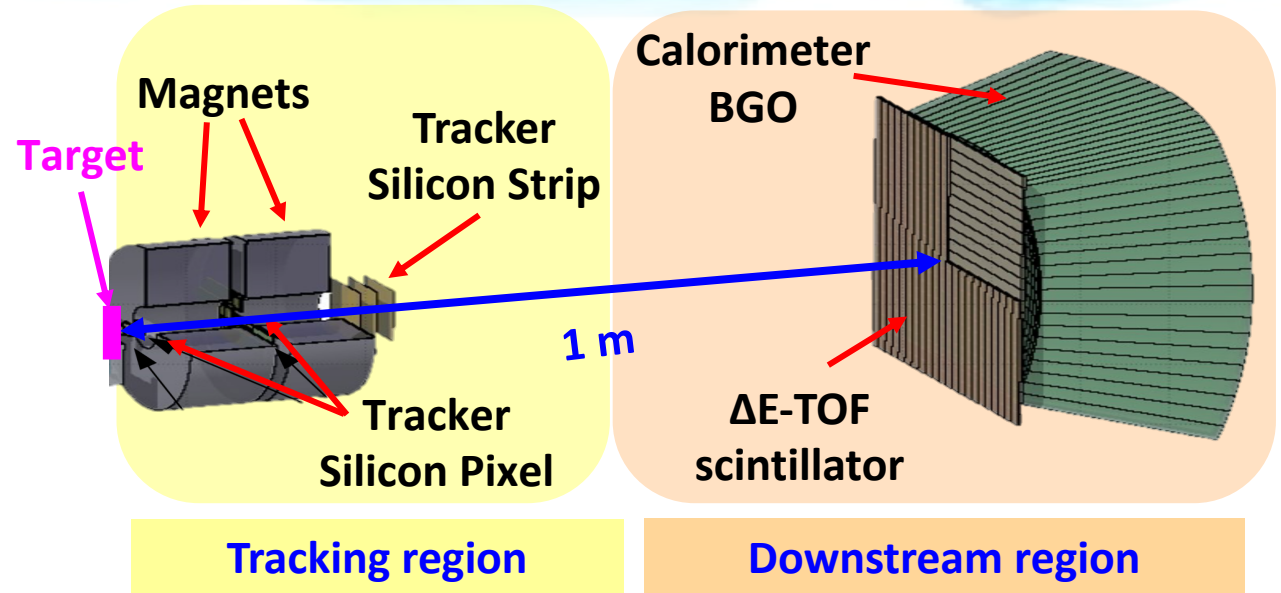 Calorimeter
BGO
Magnets
Tracker
Silicon Strip
Target
1 m
Tracker
Silicon Pixel
ΔE-TOF
scintillator
Tracking region
Downstream region